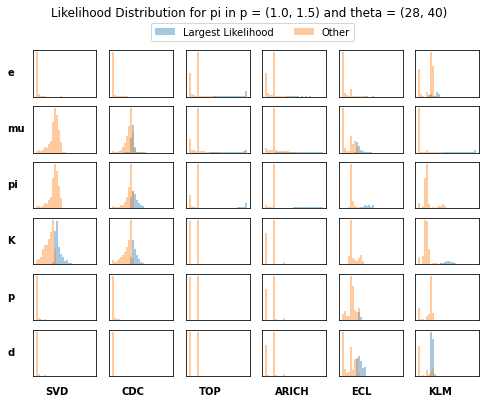 Likelihood Distribution for pi in p = (1.0, 1.5) and theta = (28, 40)
Largest Likelihood Other
e
mu
pi
K
p
d
SVD CDC TOP ARICH ECL KLM